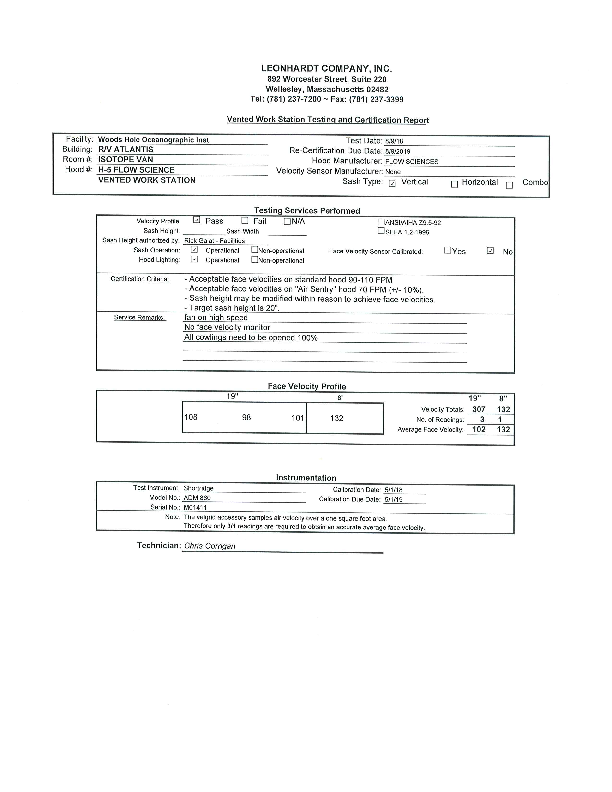 LEONHARDT COMPANY, INC.
892 Worcester Street Suite 220
Wellesley, Massachusetts 02482
Tel: (781) 237-7200 ~ Fax: (781) 237-3399
Vented Work Station Testing and Certification Report
Facility: Woods Hole Oceanographic Inst Test Date: 5/9/18
Building: R/V ATLANTIS Re-Certification Due Date: 5/9/2019
Room #: ISOTOPE VAN Hood Manufacturer: FLOW SCIENCES
Hood #: H-5 FLOW SCIENCE Velocity Sensor Manufacturer: None
VENTED WORK STATION Sash Type: Vertical Horizontal Combo
Testing Services Performed
Velocity Profile Pass Fail N/A ANSI/AIHA Z9.5-92
Sash Height Sash Width SEFA 1.2 1996
Sash Height authorized by: Rick Galat - Facilities
Sash Operation: Operational Non-operational Face Velocity Sensor Calibrated: Yes No
Hood Lighting: Operational Non-operational
Certification Criteria: - Acceptable face velocities on standard hood 90-110 FPM
- Acceptable face velocities on "Air Sentry" hood 70 FPM (+/- 10%).
- Sash height may be modified within reason to achieve face velocities
- Target sash height is 20".
Service Remarks: fan on high speed
No face velocity monitor
All cowlings need to be opened 100%
Face Velocity Profile
19" 8" 19" 8"
108 98 101 132 Velocity Totals: 307 132
No. of Readings: 3 1
Average Face Velocity: 102 132
Instrumentation
Test Instrument: Shortridge Calibration Date: 5/1/18
Model No.: ADM 860 Calibration Due Date: 5/1/19
Serial No.: M01411
Note: The velgrid accessory samples air velocity over a one square foot area.
Therefore only 3/1 readings are required to obtain an accurate average face velocity.
Technician: Chris Corrigan